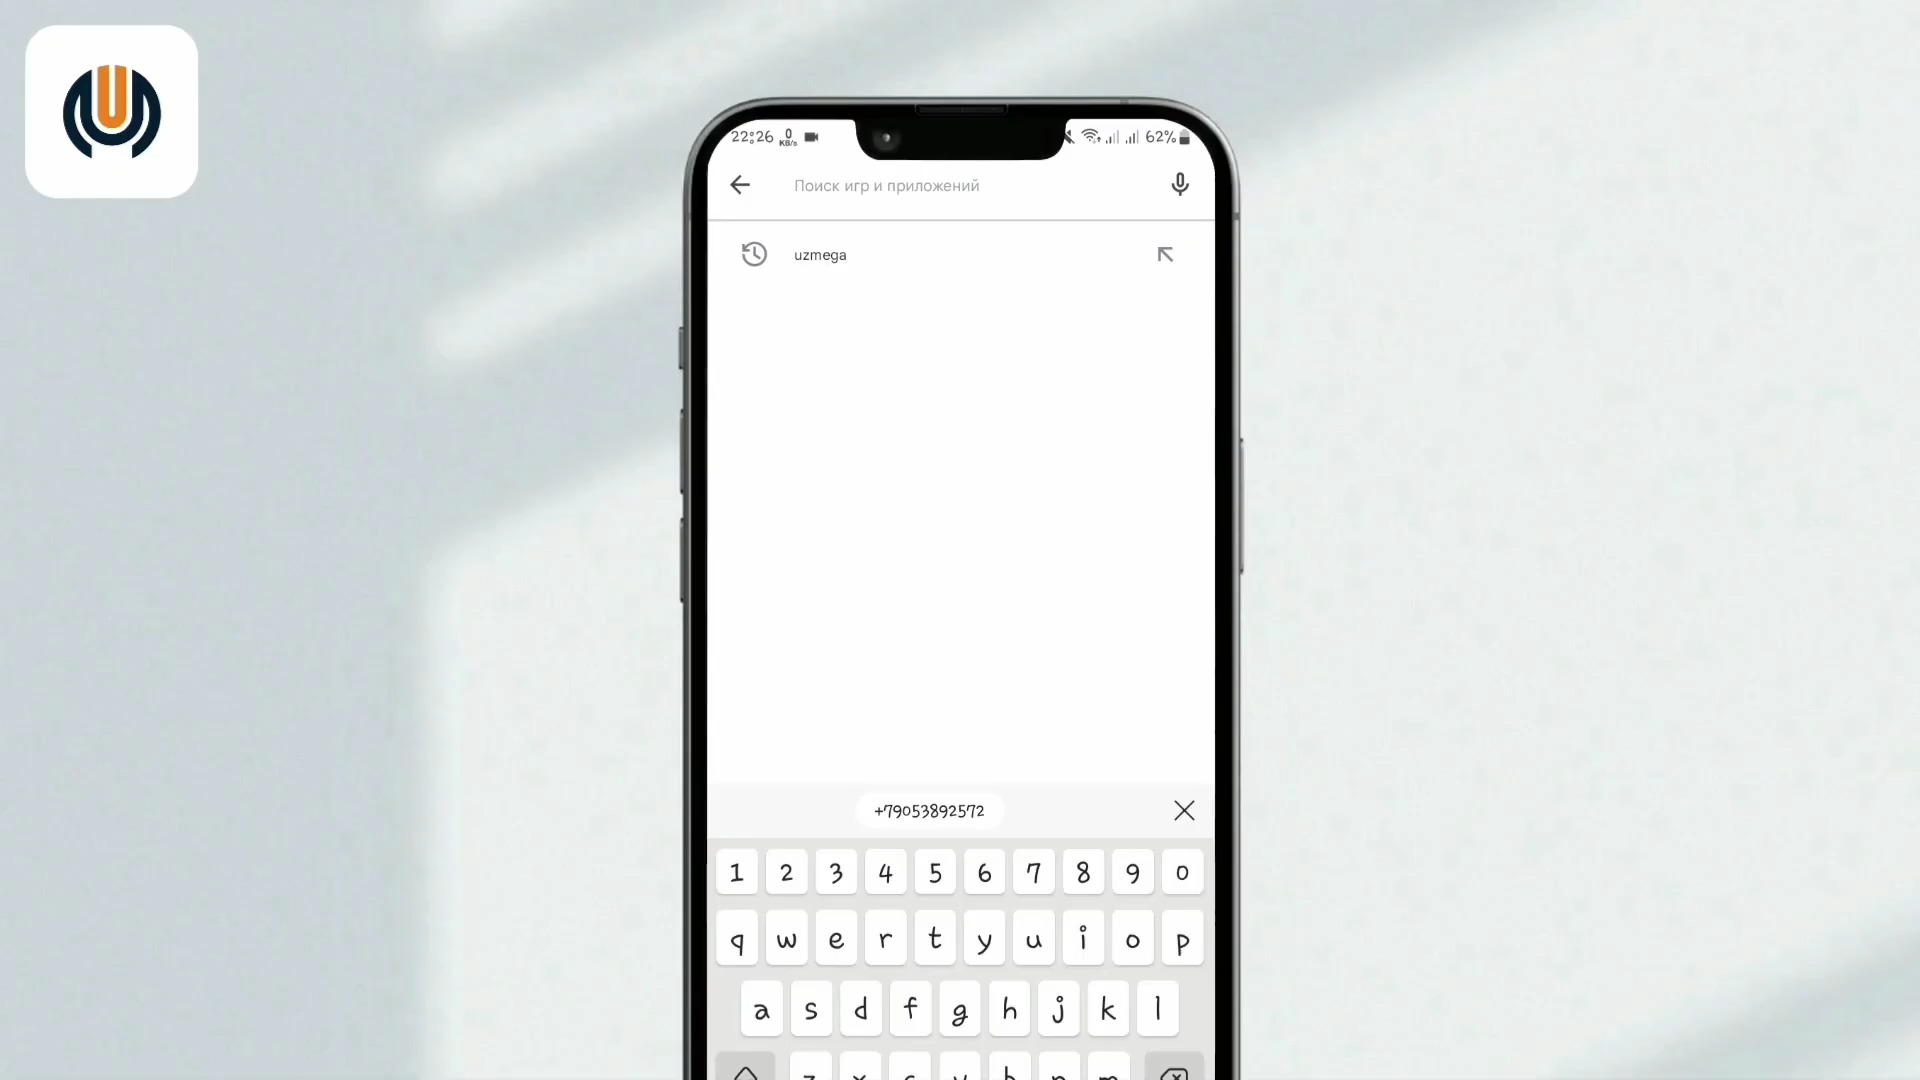 22:26 0 KB/s 62%
Поиск игр и приложений
uzmega
+79053892572
1 2 3 4 5 6 7 8 9 0
q w e r t y u i o p
a s d f g h j k l
z x c v b n m